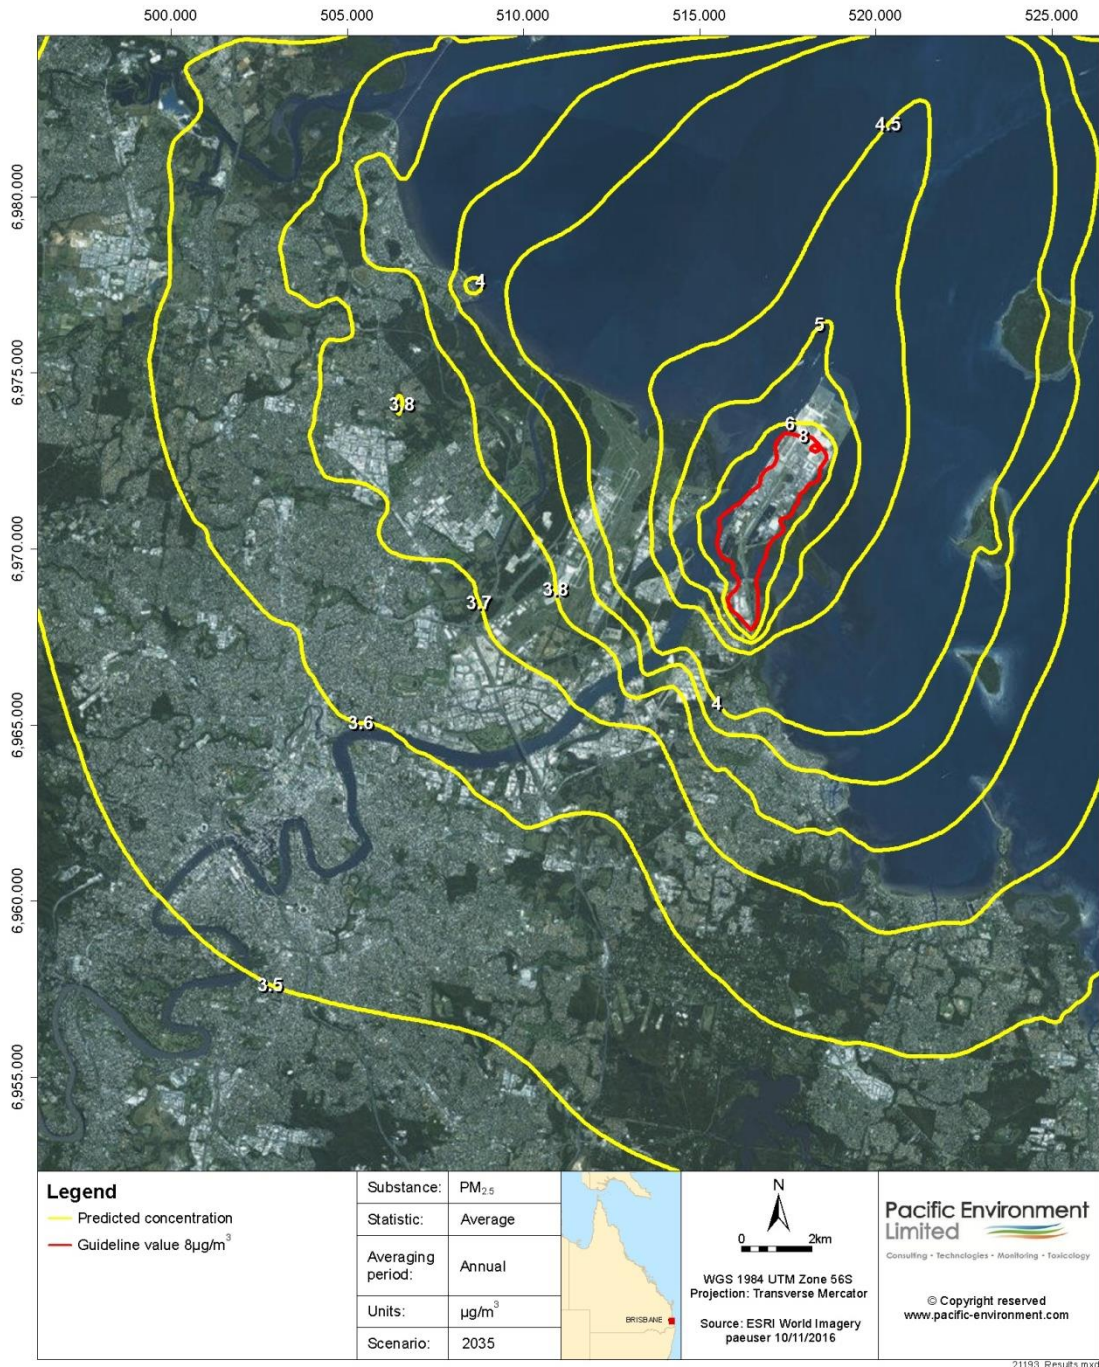 500.000 505.000 510.000 515.000 520.000 525.000
6,980.000
6,975.000
6,970.000
6,965.000
6,960.000
6,955.000
4.5
4
5
3.8
6
8
3.8
3.7
4
3.6
3.5
Legend
Predicted concentration
Guideline value 8µg/m³
Substance: PM₂.₅
Statistic: Average
Averaging period: Annual
Units: µg/m³
Scenario: 2035
BRISBANE
N
0 2km
WGS 1984 UTM Zone 56S
Projection: Transverse Mercator
Source: ESRI World Imagery
paeuser 10/11/2016
Pacific Environment
Limited
Consulting • Technologies • Monitoring • Toxicology
© Copyright reserved
www.pacific-environment.com
21193_Results.mxd